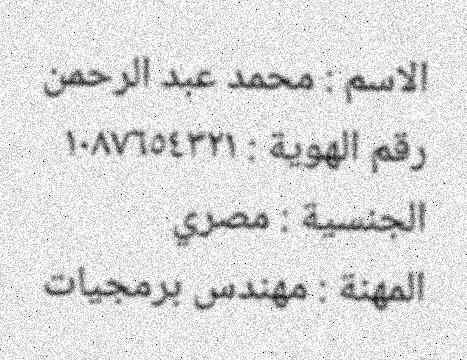 الاسم : محمد عبد الرحمن
رقم الهوية : ١٠٨٧٦٥٤٣٢١
الجنسية : مصري
المهنة : مهندس برمجيات